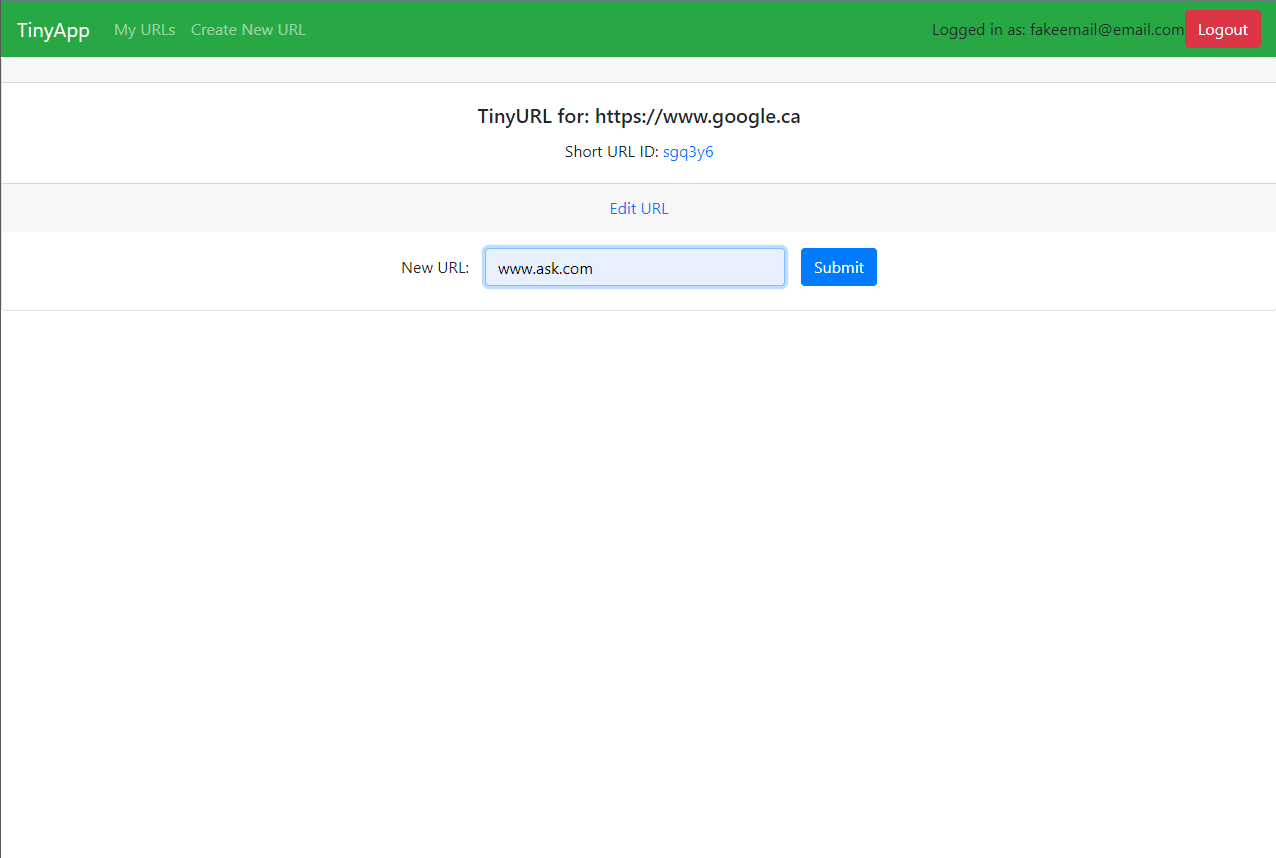 TinyApp My URLs Create New URL Logged in as: fakeemail@email.com Logout
TinyURL for: https://www.google.ca
Short URL ID: sgq3y6
Edit URL
New URL: www.ask.com Submit